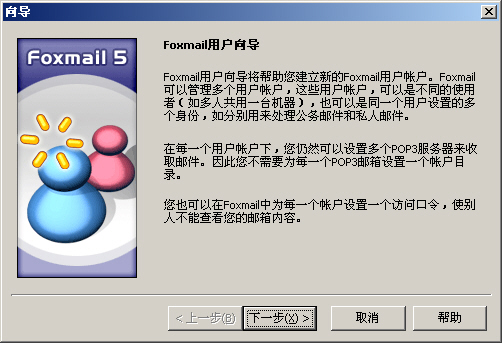 向导
Foxmail 5
Foxmail用户向导
Foxmail用户向导将帮助您建立新的Foxmail用户帐户。Foxmail
可以管理多个用户帐户，这些用户帐户，可以是不同的使用
者（如多人共用一台机器），也可以是同一个用户设置的多
个身份，如分别用来处理公务邮件和私人邮件。
在每一个用户帐户下，您仍然可以设置多个POP3服务器来收
取邮件。因此您不需要为每一个POP3邮箱设置一个帐户目
录。
您也可以在Foxmail中为每一个帐户设置一个访问口令，使别
人不能查看您的邮箱内容。
< 上一步(B) 下一步(X) > 取消 帮助